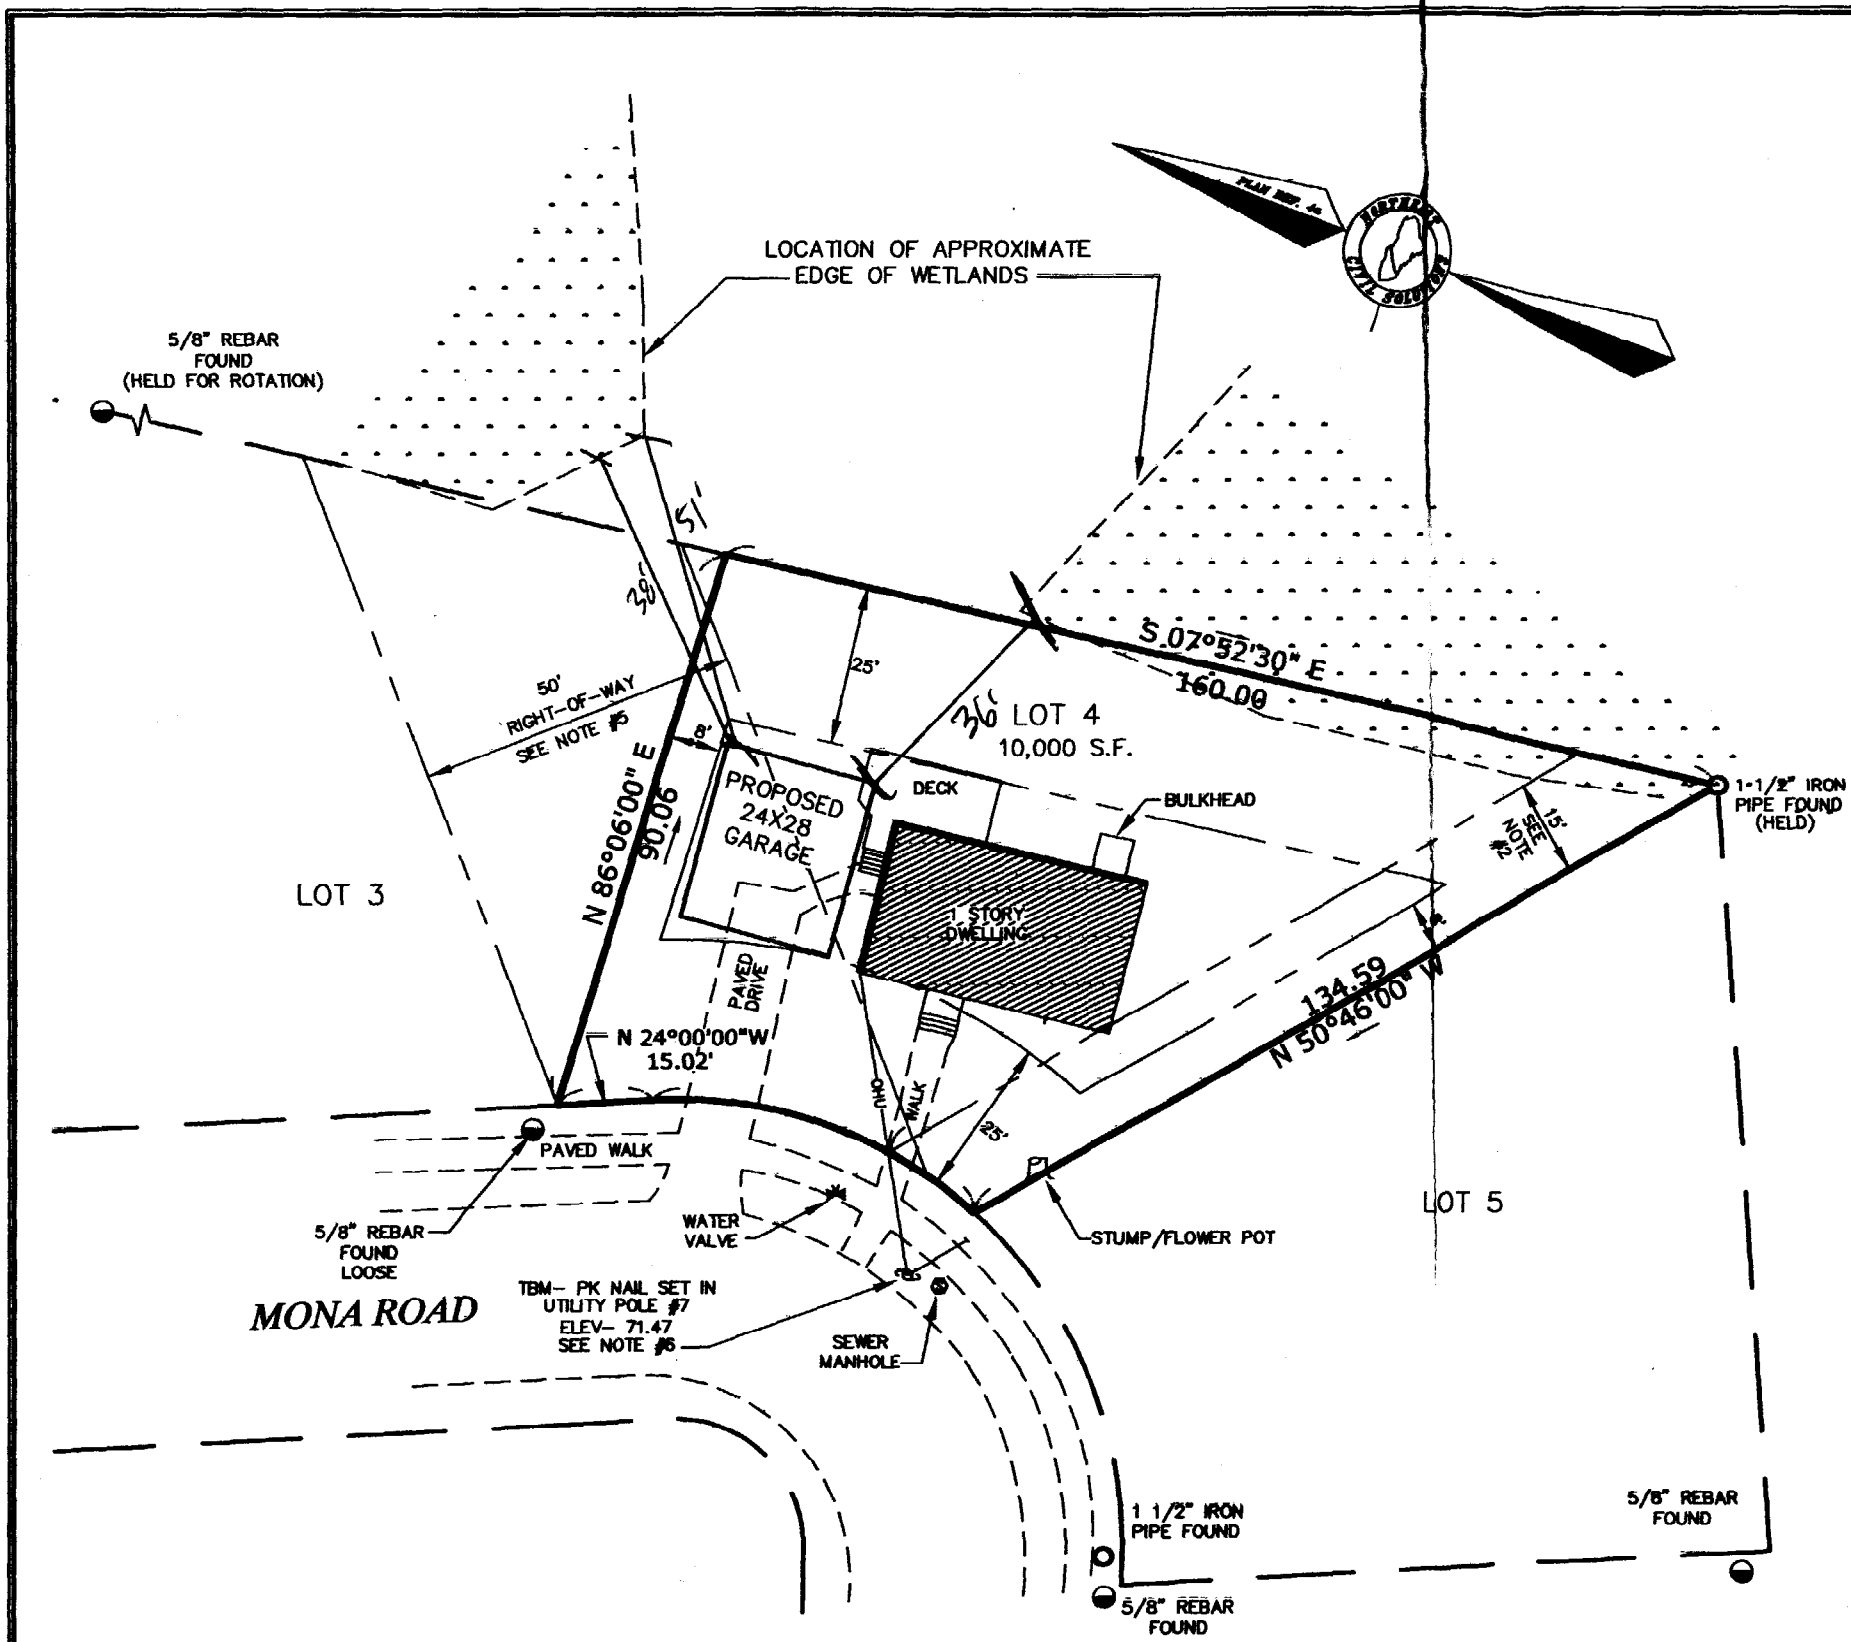 PLAN REF. 4
NORTHERN
CIVIL
LOCATION OF APPROXIMATE
EDGE OF WETLANDS
5/8" REBAR
FOUND
(HELD FOR ROTATION)
51'
38'
25'
50'
RIGHT-OF-WAY
SEE NOTE #5
8'
36'
LOT 4
10,000 S.F.
S 07°52'30" E
160.00
1-1/2" IRON
PIPE FOUND
(HELD)
15'
SEE
NOTE
#2
N 86°06'00" E
90.06
PROPOSED
24X28
GARAGE
DECK
BULKHEAD
LOT 3
1 STORY
DWELLING
PAVED
DRIVE
134.59
N 50°46'00" W
N 24°00'00"W
15.02'
OHU
WALK
25'
PAVED WALK
5/8" REBAR
FOUND
LOOSE
WATER
VALVE
STUMP/FLOWER POT
LOT 5
MONA ROAD
TBM- PK NAIL SET IN
UTILITY POLE #7
ELEV- 71.47
SEE NOTE #6
SEWER
MANHOLE
1 1/2" IRON
PIPE FOUND
5/8" REBAR
FOUND
5/8" REBAR
FOUND